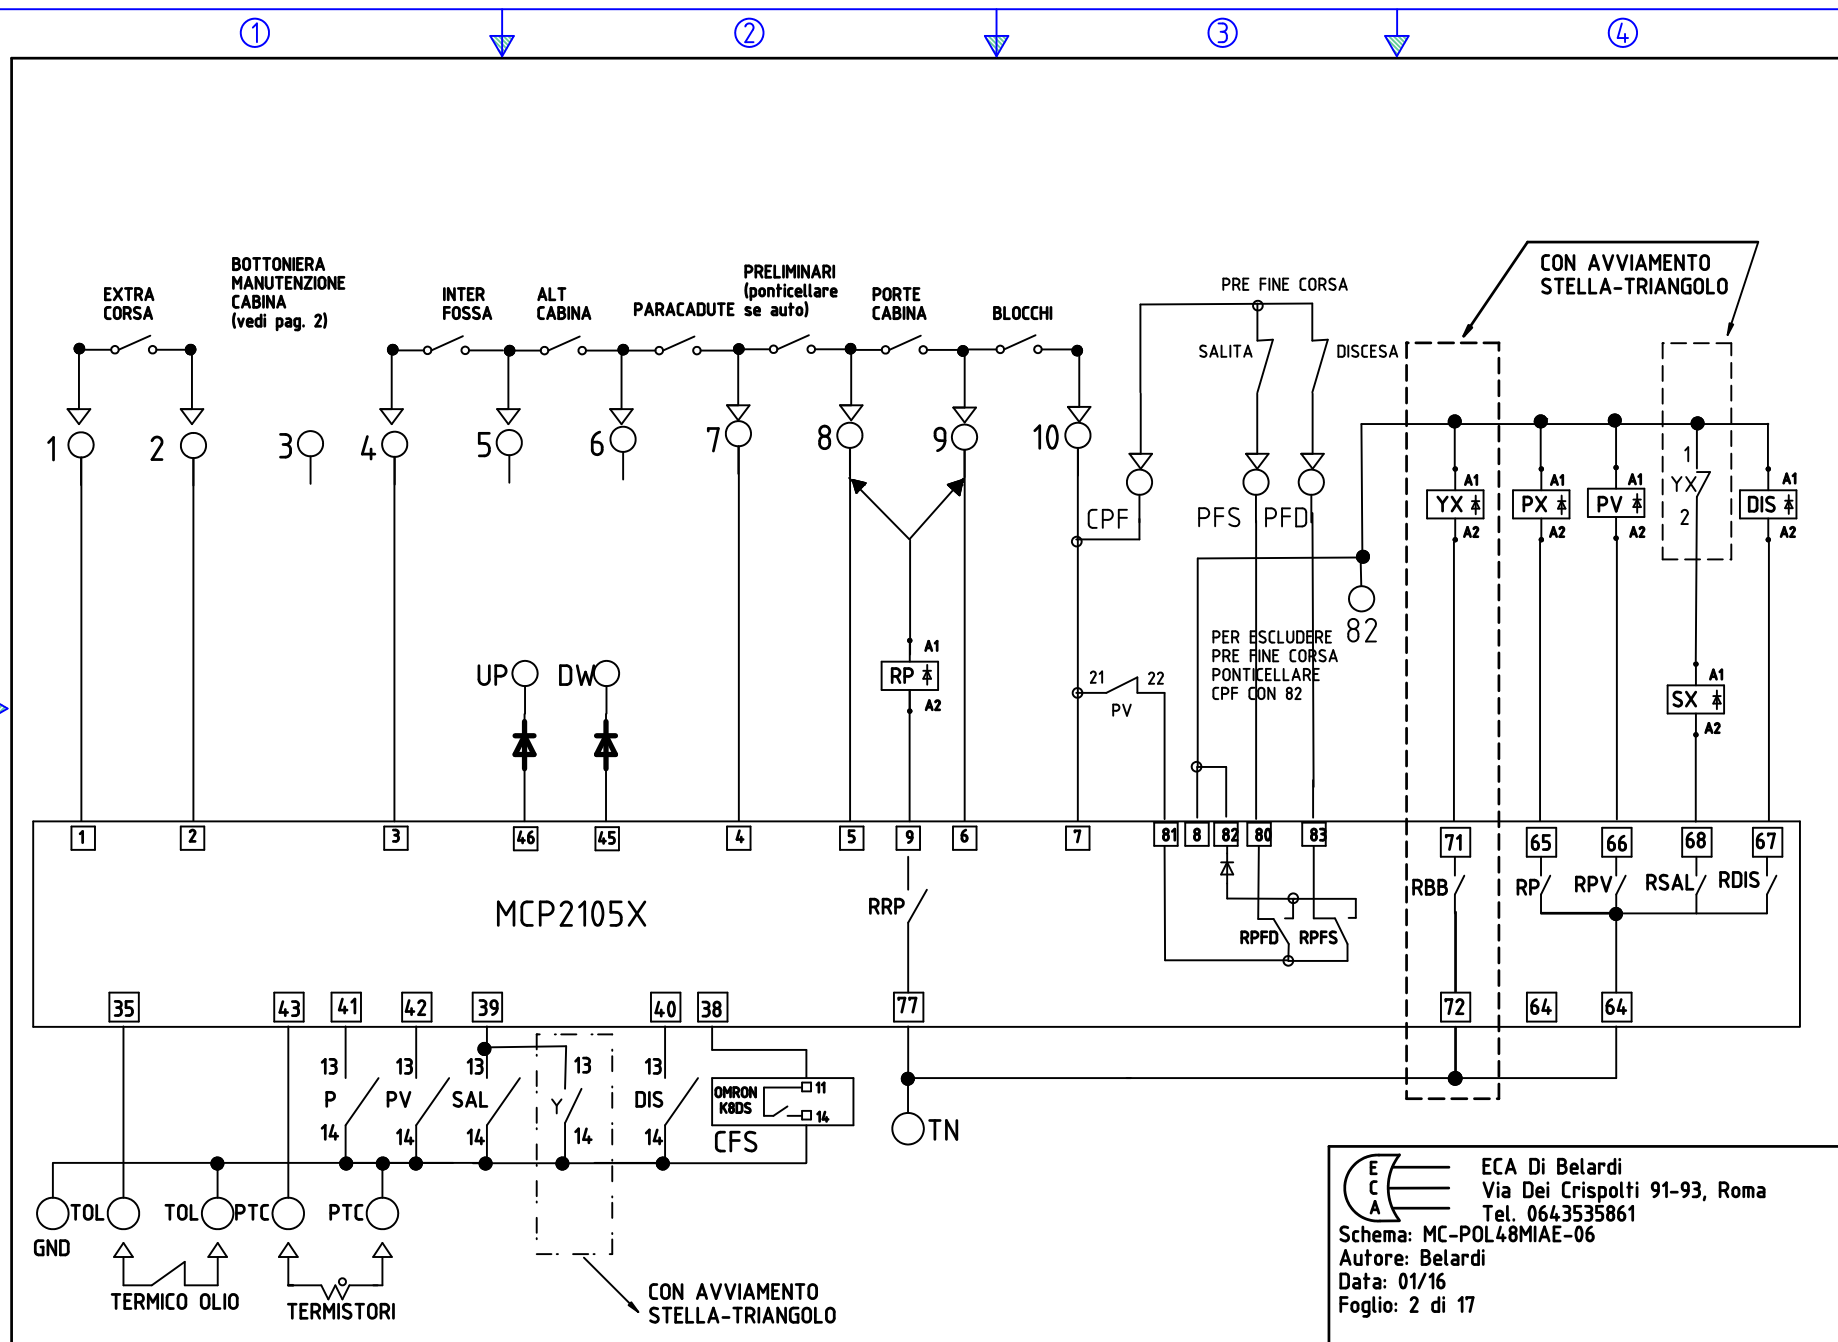 1 2 3 4
CON AVVIAMENTO
STELLA-TRIANGOLO
EXTRA
CORSA
BOTTONIERA
MANUTENZIONE
CABINA
(vedi pag. 2)
INTER
FOSSA
ALT
CABINA
PARACADUTE
PRELIMINARI
(ponticellare
se auto)
PORTE
CABINA
BLOCCHI
PRE FINE CORSA
SALITA
DISCESA
1 2 3 4 5 6 7 8 9 10
CPF PFS PFD
82
A1
YX
A2
A1
PX
A2
A1
PV
A2
1
YX
2
A1
DIS
A2
PER ESCLUDERE
PRE FINE CORSA
PONTICELLARE
CPF CON 82
UP DW
A1
RP
A2
21 22
PV
A1
SX
A2
1 2 3 46 45 4 5 9 6 7 81 8 82 80 83 71 65 66 68 67
MCP2105X
RRP
RPFD RPFS
RBB RP RPV RSAL RDIS
35 43 41 42 39 40 38 77 72 64 64
13
P
14
13
PV
14
13
SAL
14
13
Y
14
13
DIS
14
OMRON
K8DS
11
14
CFS
TN
GND
TOL TOL PTC PTC
TERMICO OLIO
TERMISTORI
CON AVVIAMENTO
STELLA-TRIANGOLO
E
C
A
ECA Di Belardi
Via Dei Crispolti 91-93, Roma
Tel. 0643535861
Schema: MC-POL48MIAE-06
Autore: Belardi
Data: 01/16
Foglio: 2 di 17